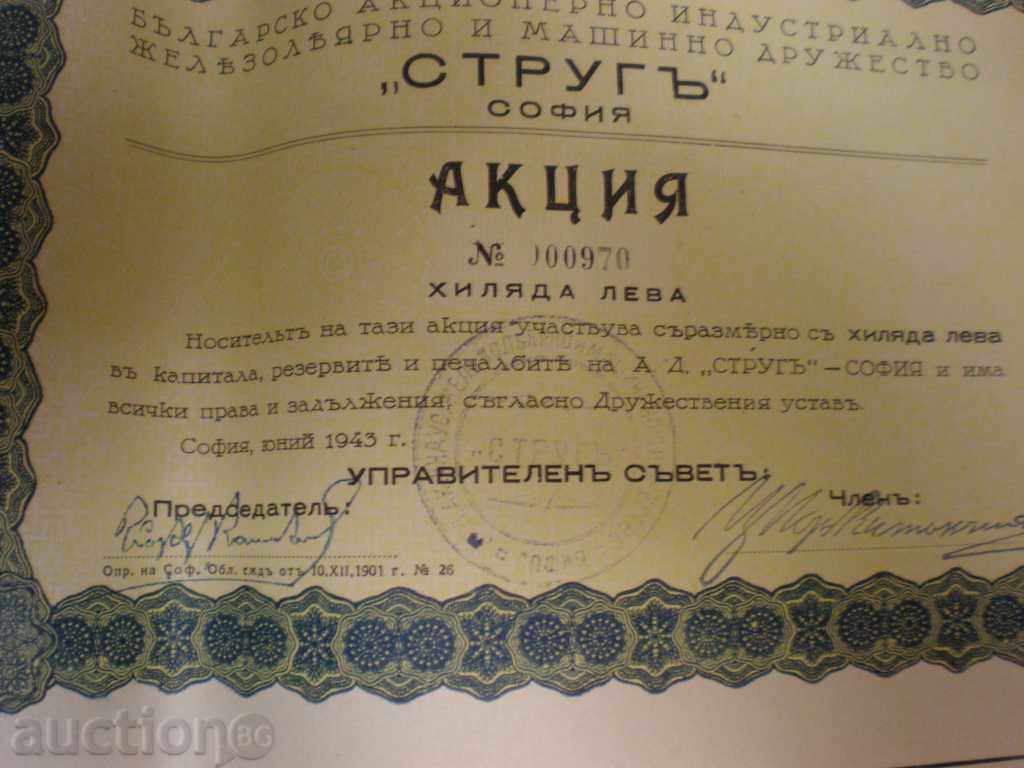 БЪЛГАРСКО АКЦИОНЕРНО ИНДУСТРИАЛНО
ЖЕЛѢЗОЛѢЯРНО И МАШИННО ДРУЖЕСТВО
„СТРУГЪ“
СОФИЯ
АКЦИЯ
№ 000970
ХИЛЯДА ЛЕВА
Носительтъ на тази акция участвува съразмѣрно съ хиляда лева
въ капитала, резервитѣ и печалбитѣ на А. Д. „СТРУГЪ“ – СОФИЯ и има
всички права и задължения, съгласно Дружествения уставъ.
София, юний 1943 г.
УПРАВИТЕЛЕНЪ СЪВЕТЪ:
Председатель:
Членъ:
Опр. на Соф. Обл. сѫдъ отъ 10.XII.1901 г. № 26
СТРУГЪ
auction BG